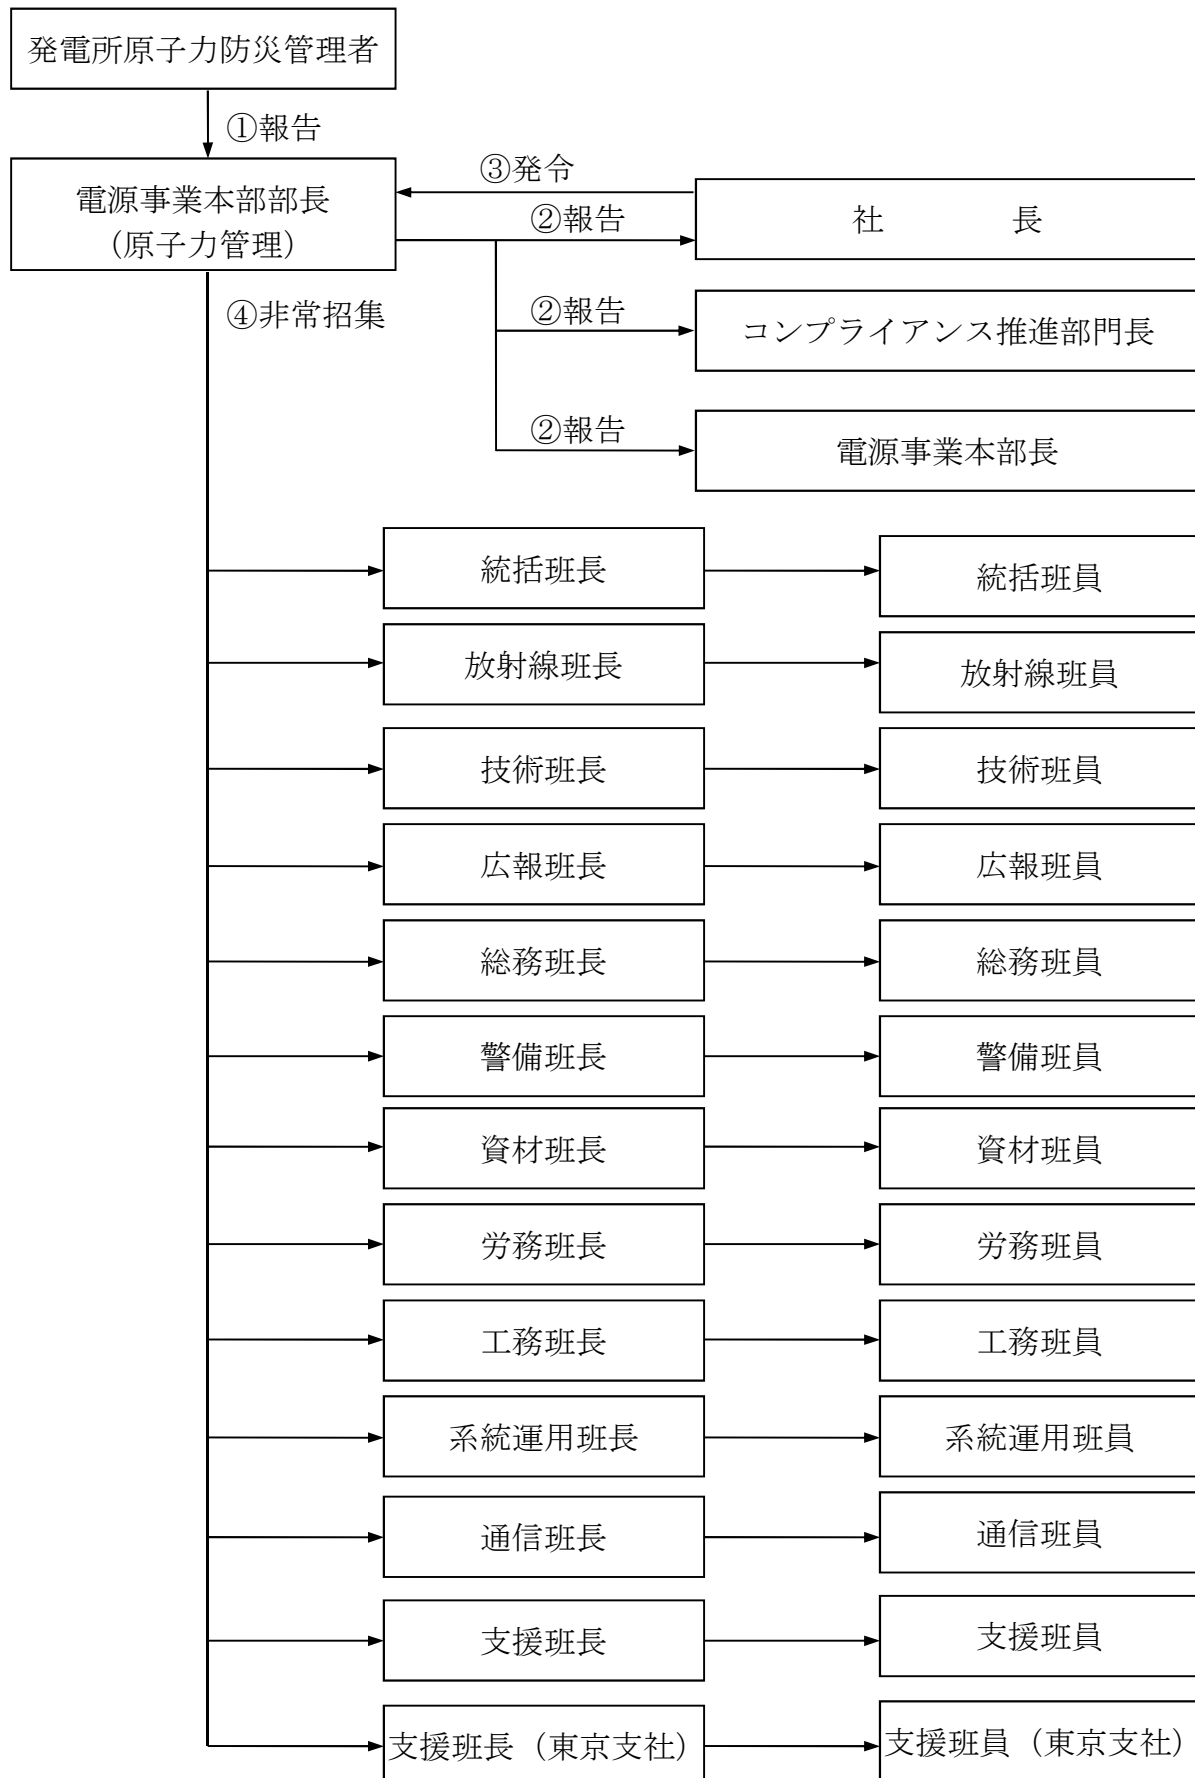 発電所原子力防災管理者
①報告
電源事業本部部長
（原子力管理）
③発令
②報告
社　　　　長
④非常招集
②報告
コンプライアンス推進部門長
②報告
電源事業本部長
統括班長
統括班員
放射線班長
放射線班員
技術班長
技術班員
広報班長
広報班員
総務班長
総務班員
警備班長
警備班員
資材班長
資材班員
労務班長
労務班員
工務班長
工務班員
系統運用班長
系統運用班員
通信班長
通信班員
支援班長
支援班員
支援班長（東京支社）
支援班員（東京支社）